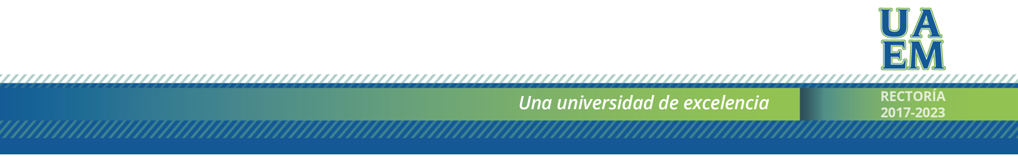 UA
EM
Una universidad de excelencia
RECTORÍA
2017-2023